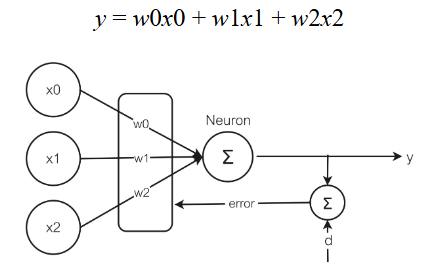 y = w0x0 + w1x1 + w2x2
x0
w0
Neuron
x1
w1
Σ
y
w2
error
Σ
x2
d